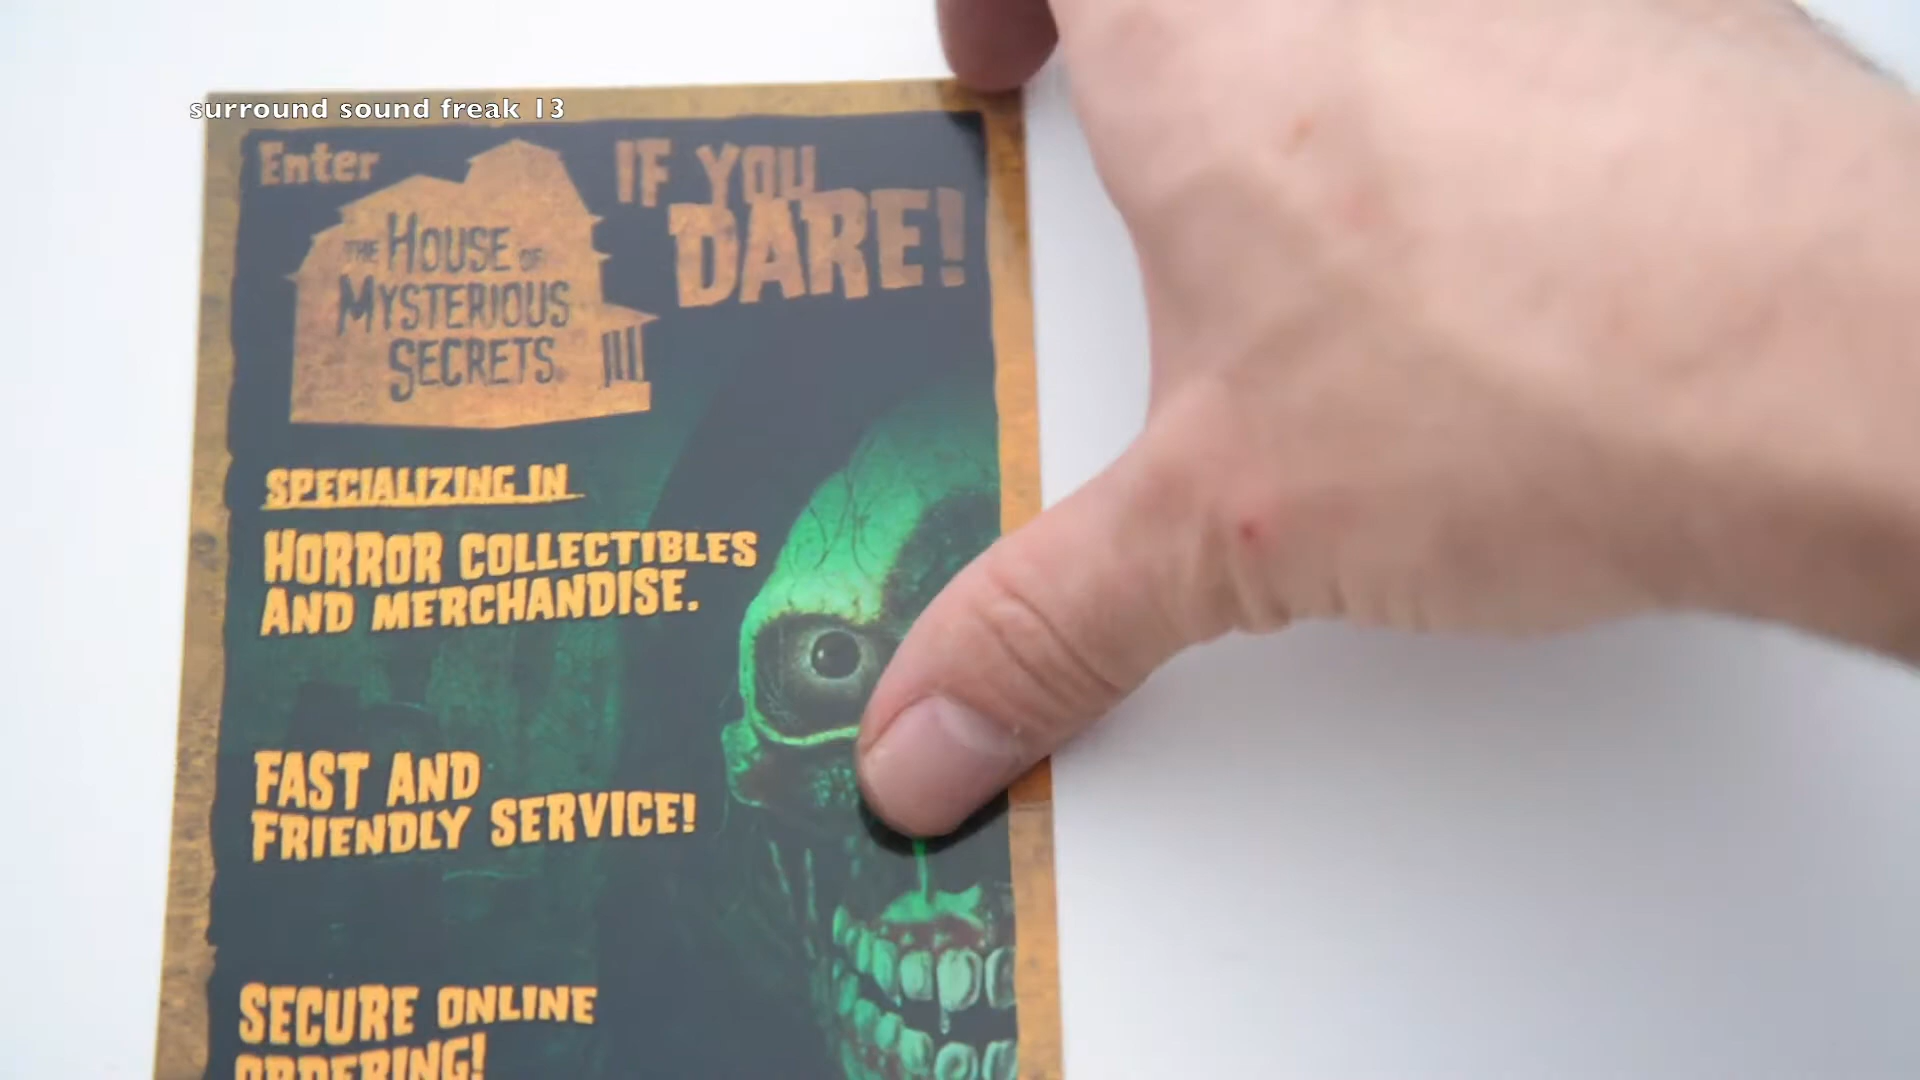 surround sound freak 13
Enter
THE HOUSE OF
MYSTERIOUS
SECRETS
IF YOU
DARE!
SPECIALIZING IN
HORROR COLLECTIBLES
AND MERCHANDISE.
FAST AND
FRIENDLY SERVICE!
SECURE ONLINE
ORDERING!